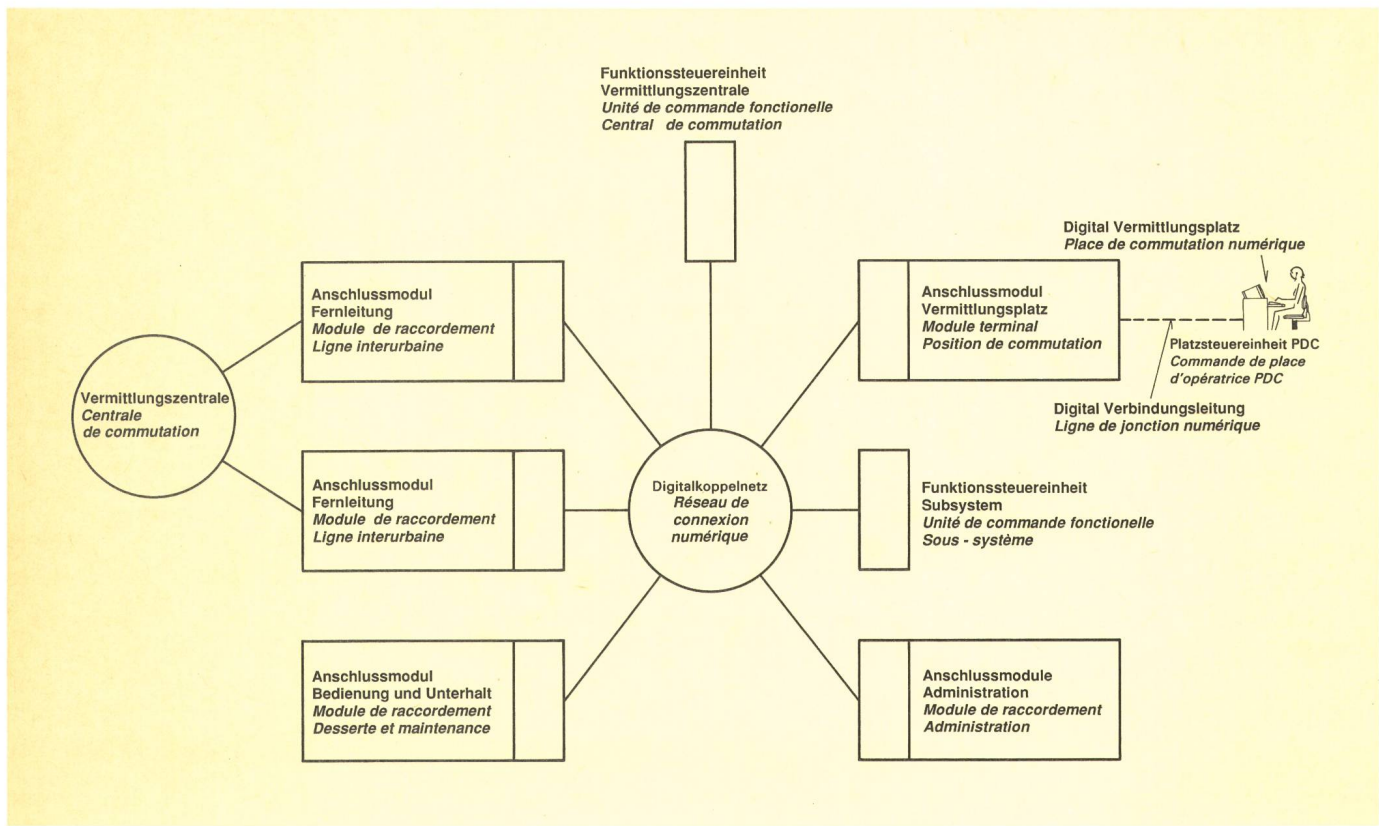 Funktionssteuereinheit
Vermittlungszentrale
Unité de commande fonctionelle
Central de commutation
Digital Vermittlungsplatz
Place de commutation numérique
Anschlussmodul
Fernleitung
Module de raccordement
Ligne interurbaine
Anschlussmodul
Vermittlungsplatz
Module terminal
Position de commutation
Platzsteuereinheit PDC
Commande de place
d'opératrice PDC
Digital Verbindungsleitung
Ligne de jonction numérique
Vermittlungszentrale
Centrale
de commutation
Anschlussmodul
Fernleitung
Module de raccordement
Ligne interurbaine
Digitalkoppelnetz
Réseau de
connexion
numérique
Funktionssteuereinheit
Subsystem
Unité de commande fonctionelle
Sous - système
Anschlussmodul
Bedienung und Unterhalt
Module de raccordement
Desserte et maintenance
Anschlussmodule
Administration
Module de raccordement
Administration